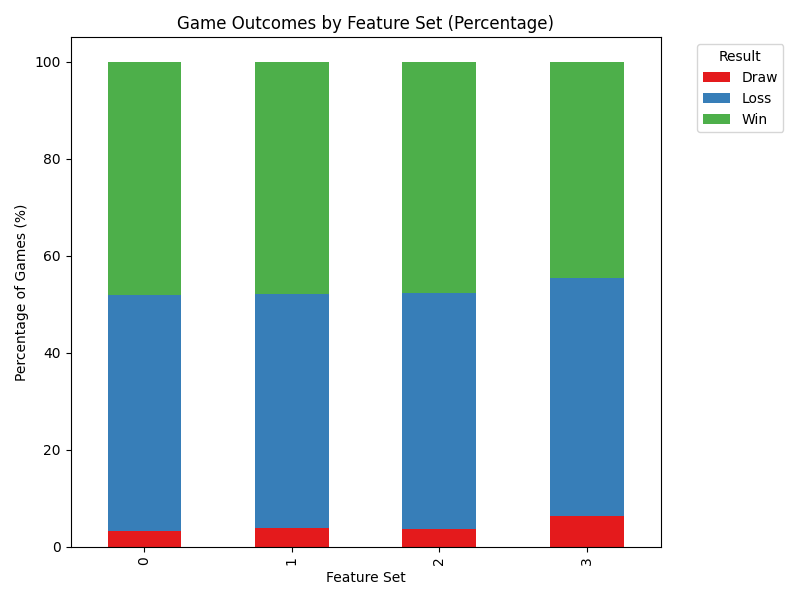 Game Outcomes by Feature Set (Percentage)
Result
Draw
Loss
Win
Percentage of Games (%)
100
80
60
40
20
0
0
1
2
3
Feature Set